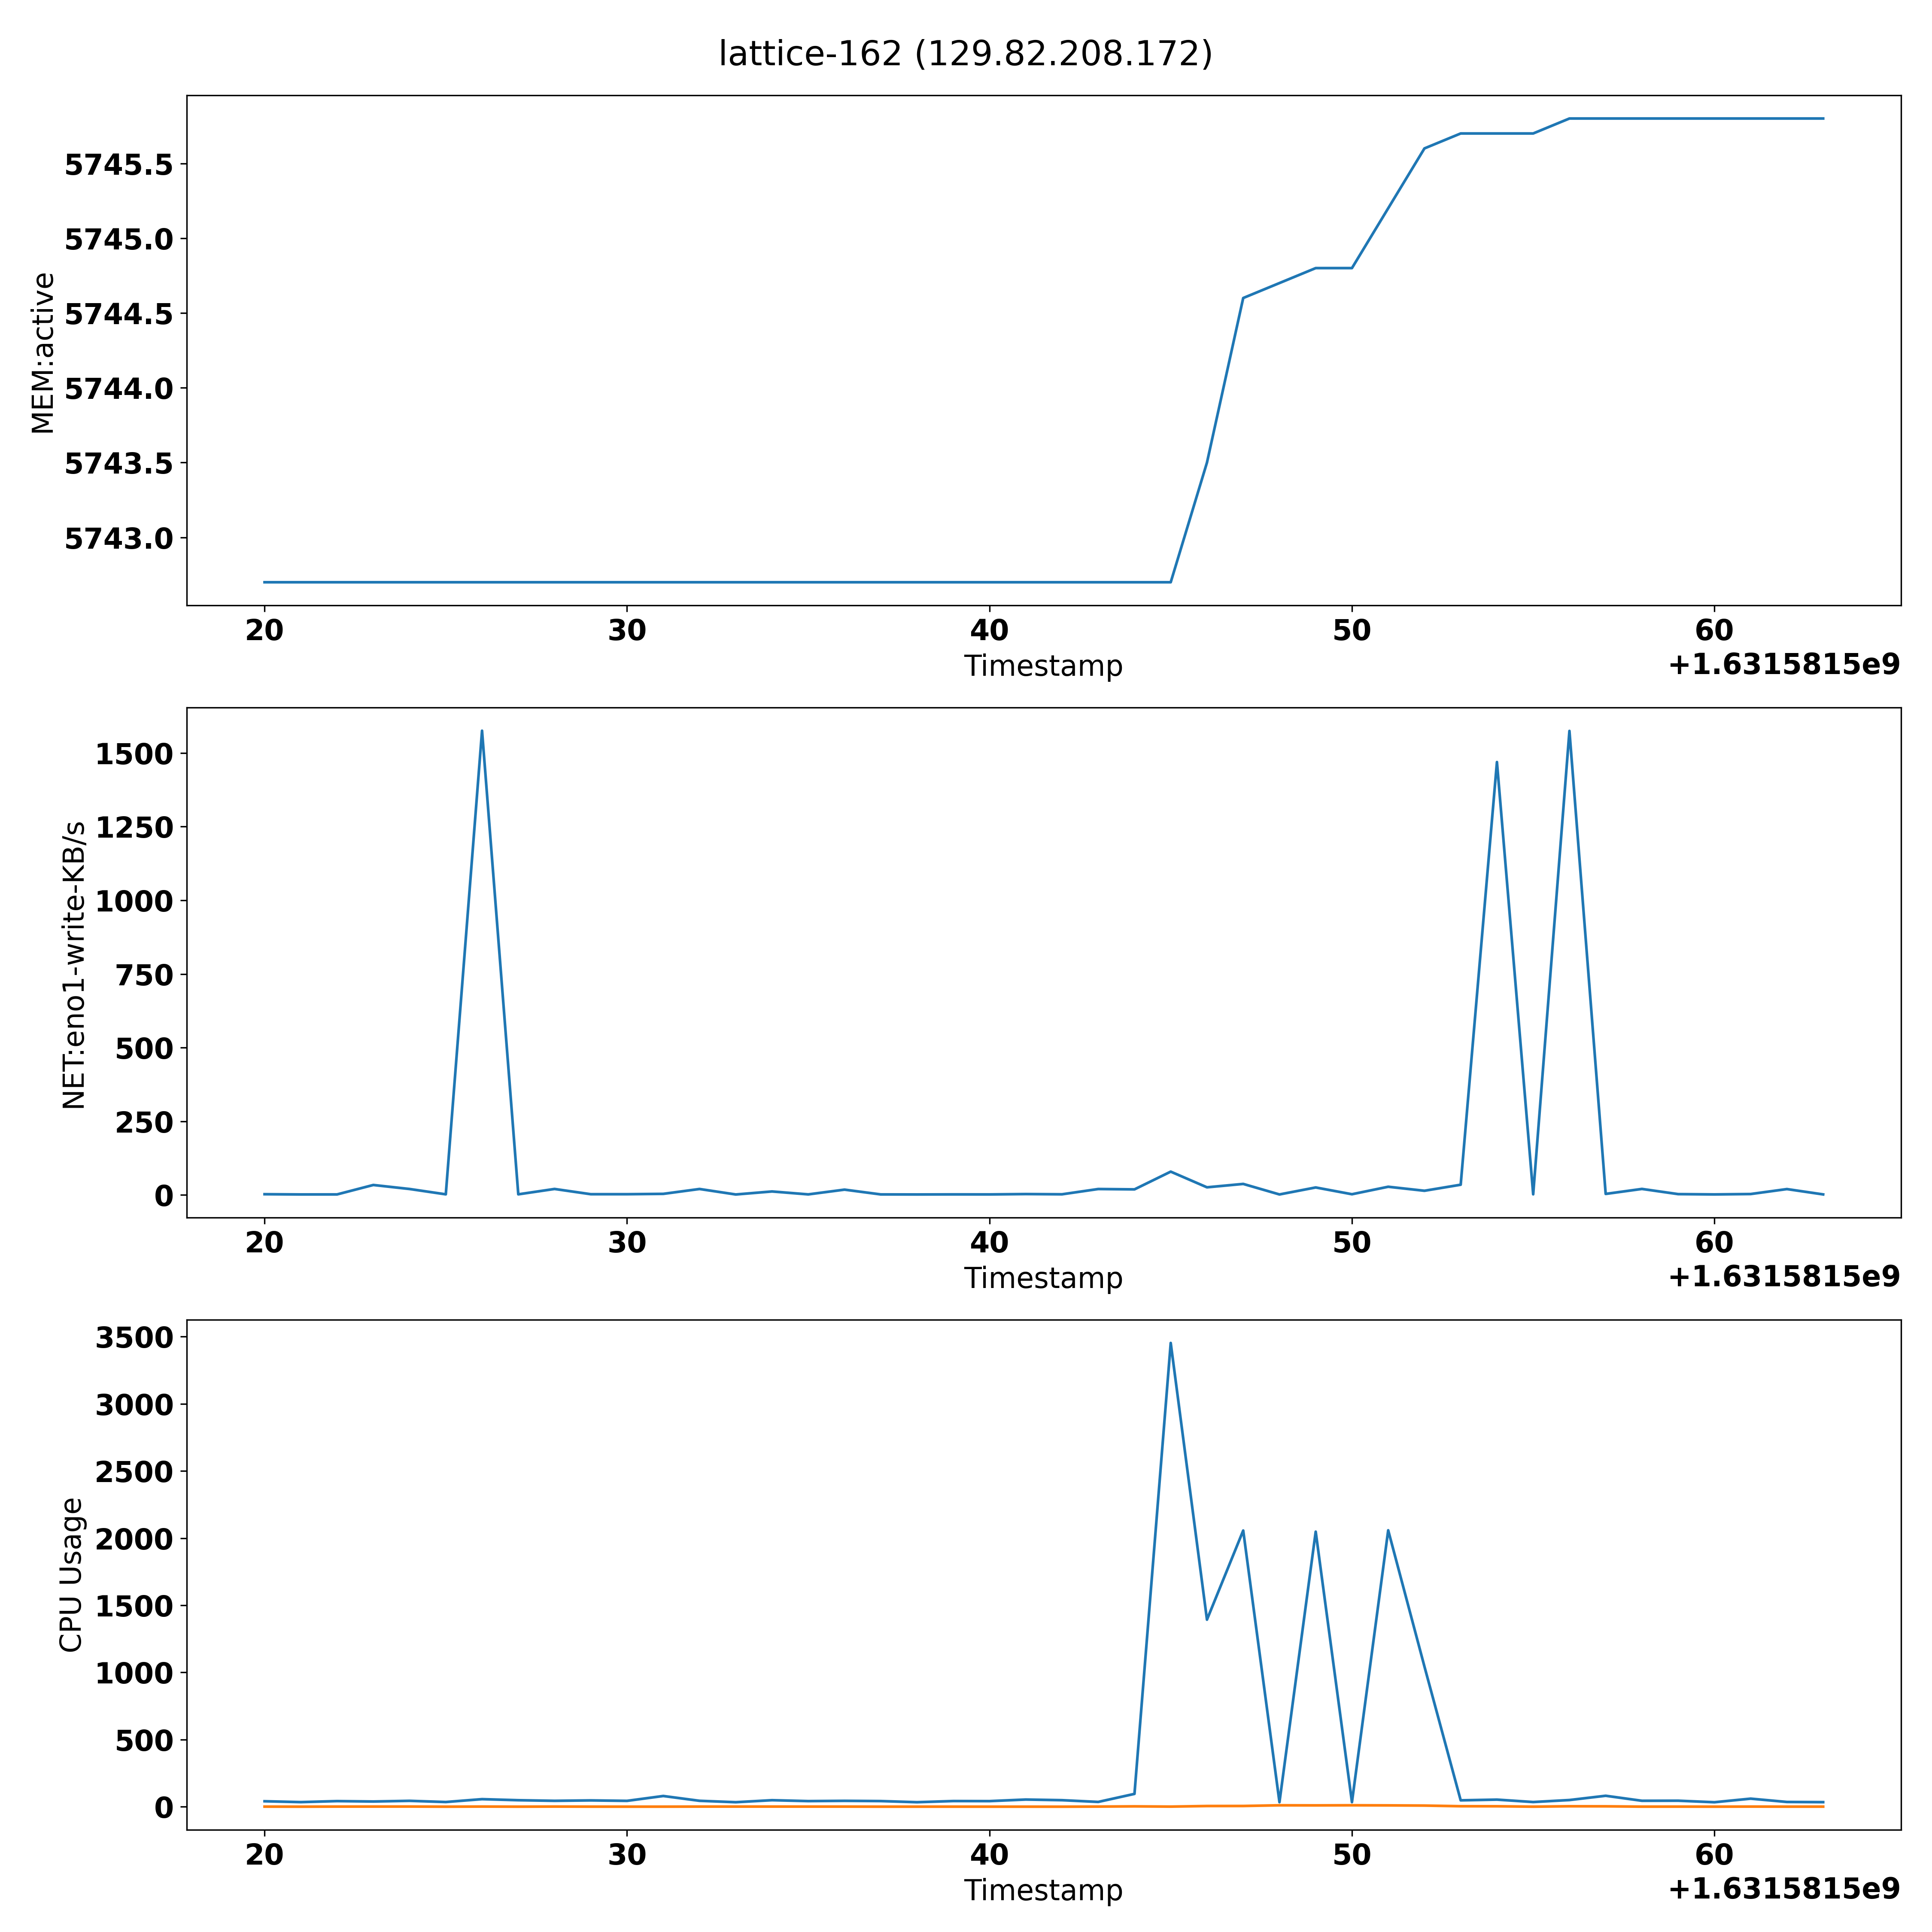 lattice-162 (129.82.208.172)
MEM:active
5745.5
5745.0
5744.5
5744.0
5743.5
5743.0
20 30 40 50 60
Timestamp
+1.6315815e9
NET:eno1-write-KB/s
1500
1250
1000
750
500
250
0
20 30 40 50 60
Timestamp
+1.6315815e9
CPU Usage
3500
3000
2500
2000
1500
1000
500
0
20 30 40 50 60
Timestamp
+1.6315815e9